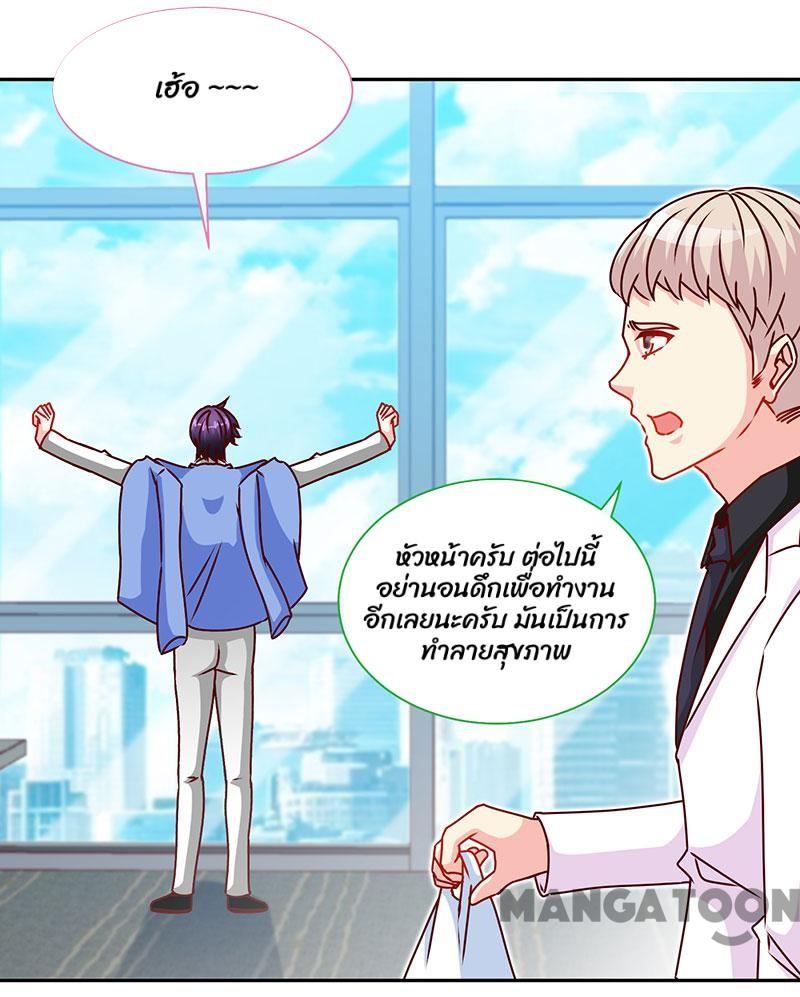 เฮ้อ ~~~
หัวหน้าครับ ต่อไปนี้
อย่านอนดึกเพื่อทำงาน
อีกเลยนะครับ มันเป็นการ
ทำลายสุขภาพ
MANGATOON